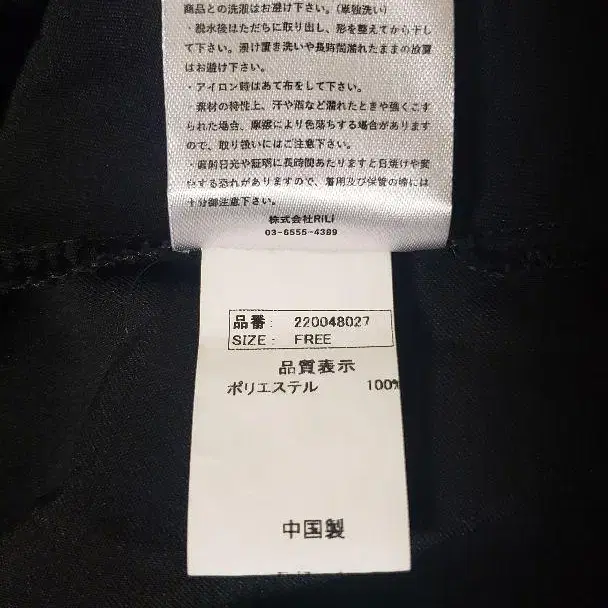 商品との洗濯はお避け下さい。(単独洗い)
・脱水後はただちに取り出し、形を整えてから干し
て下さい。漬け置き洗いや長時間濡れたままの放置
はお避け下さい。
・アイロン時はあて布をして下さい。
・素材の特性上、汗や雨など濡れたときや強くこす
られた場合、摩擦により色落ちする場合があります
ので、取り扱いにはご注意下さい。
・直射日光や証明に長時間あたりますと日焼けや変
する恐れがありますので、着用及び保管の際には
十分御注意下さい。
株式会社RiLi
03-6555-4389
品番: 220048027
SIZE: FREE
品質表示
ポリエステル 100%
中国製